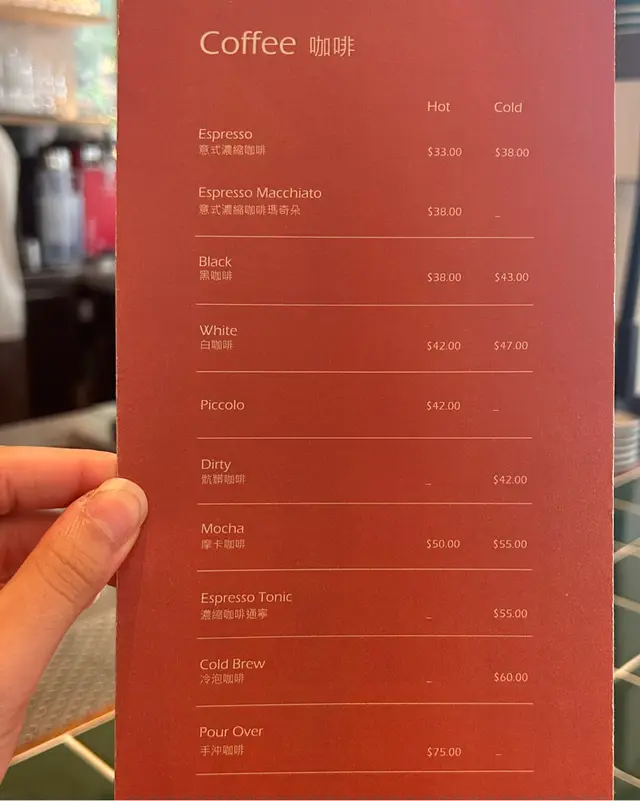 Coffee 咖啡
Hot Cold
Espresso
意式濃縮咖啡 $33.00 $38.00
Espresso Macchiato
意式濃縮咖啡瑪奇朵 $38.00 _
Black
黑咖啡 $38.00 $43.00
White
白咖啡 $42.00 $47.00
Piccolo $42.00 _
Dirty
骯髒咖啡 _ $42.00
Mocha
摩卡咖啡 $50.00 $55.00
Espresso Tonic
濃縮咖啡通寧 _ $55.00
Cold Brew
冷泡咖啡 _ $60.00
Pour Over
手沖咖啡 $75.00 _